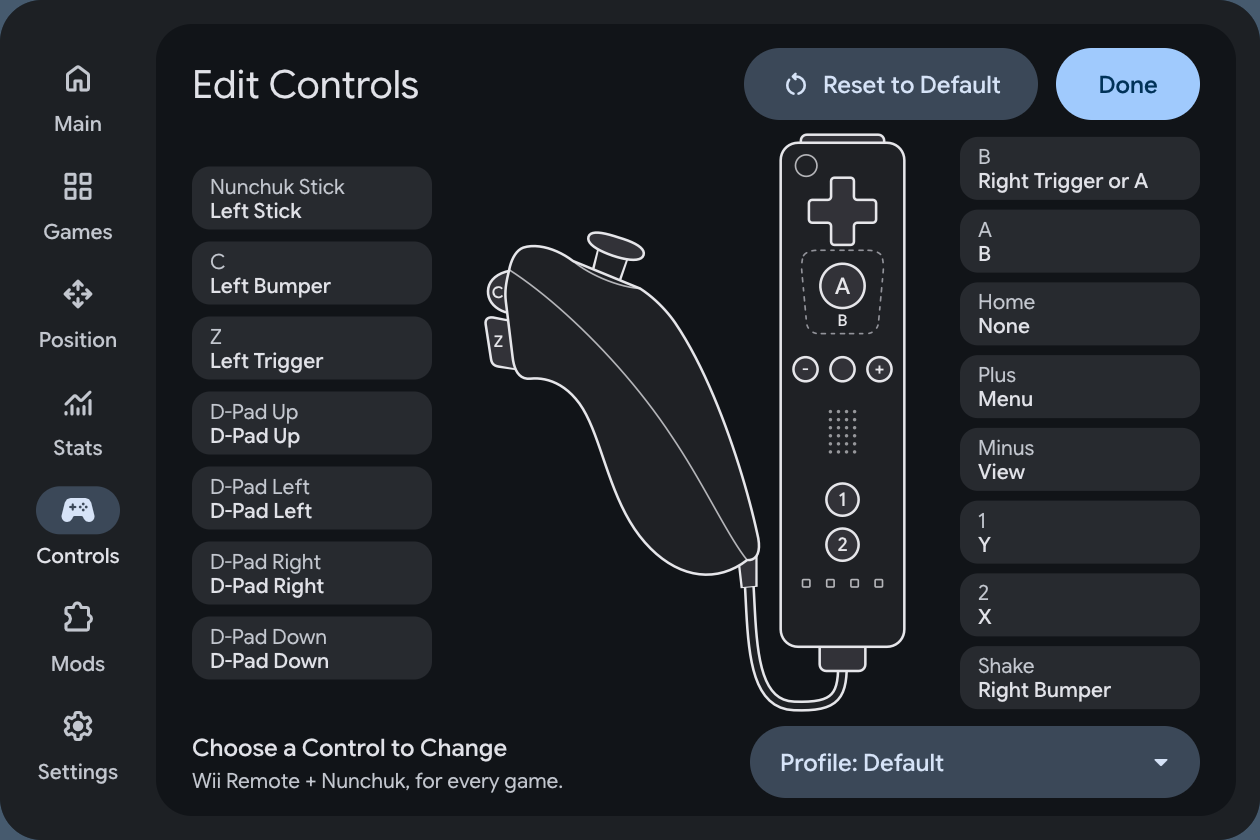 Main
Games
Position
Stats
Controls
Mods
Settings
Edit Controls
Reset to Default
Done
Nunchuk Stick
Left Stick
C
Left Bumper
Z
Left Trigger
D-Pad Up
D-Pad Up
D-Pad Left
D-Pad Left
D-Pad Right
D-Pad Right
D-Pad Down
D-Pad Down
C
Z
A
B
- +
1
2
B
Right Trigger or A
A
B
Home
None
Plus
Menu
Minus
View
1
Y
2
X
Shake
Right Bumper
Choose a Control to Change
Wii Remote + Nunchuk, for every game.
Profile: Default